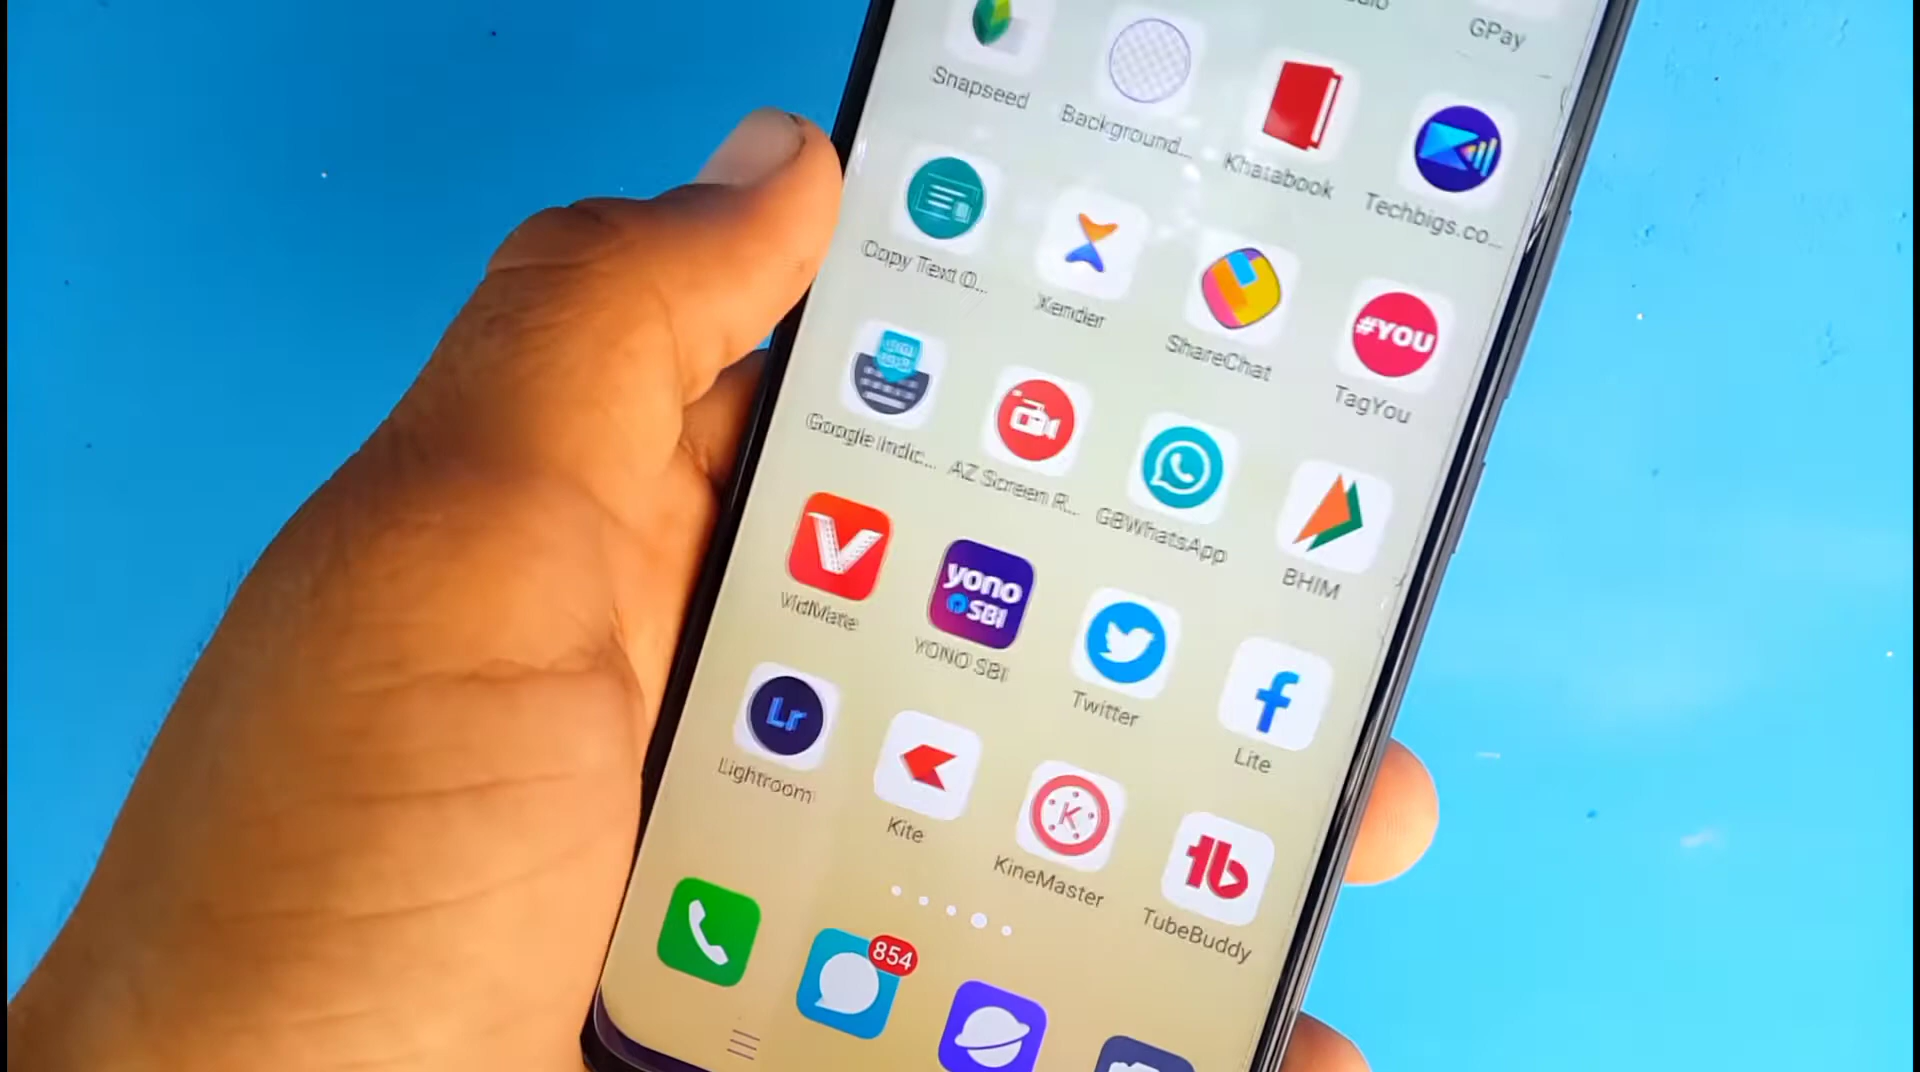 GPay
Snapseed
Background...
Khatabook
Techbigs.co...
Copy Text O...
Xender
ShareChat
#YOU
TagYou
Google Indic...
AZ Screen R...
GBWhatsApp
BHIM
VidMate
yono
SBI
YONO SBI
Twitter
Lite
Lr
Lightroom
Kite
K
KineMaster
tb
TubeBuddy
854